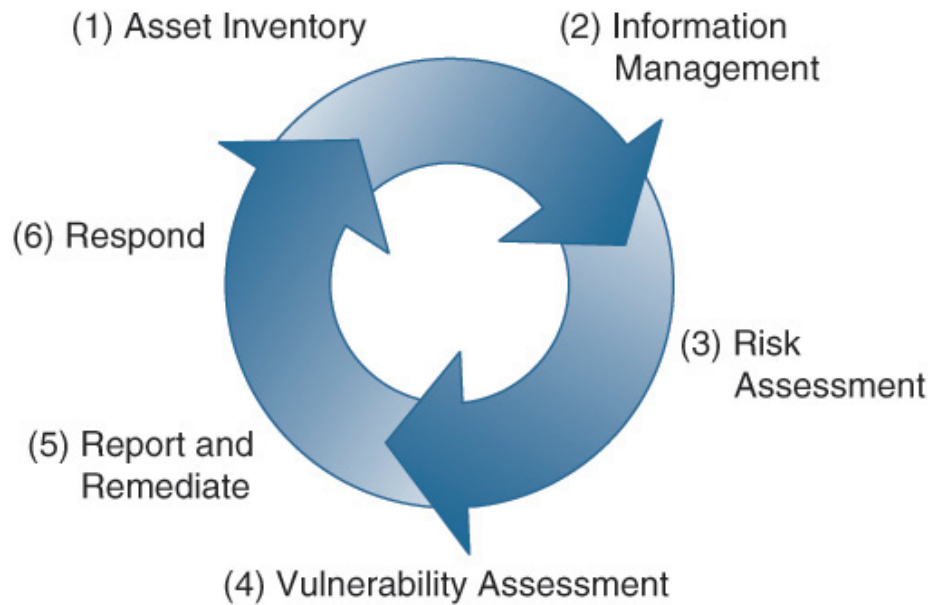 (1) Asset Inventory
(2) Information
Management
(3) Risk
Assessment
(4) Vulnerability Assessment
(5) Report and
Remediate
(6) Respond